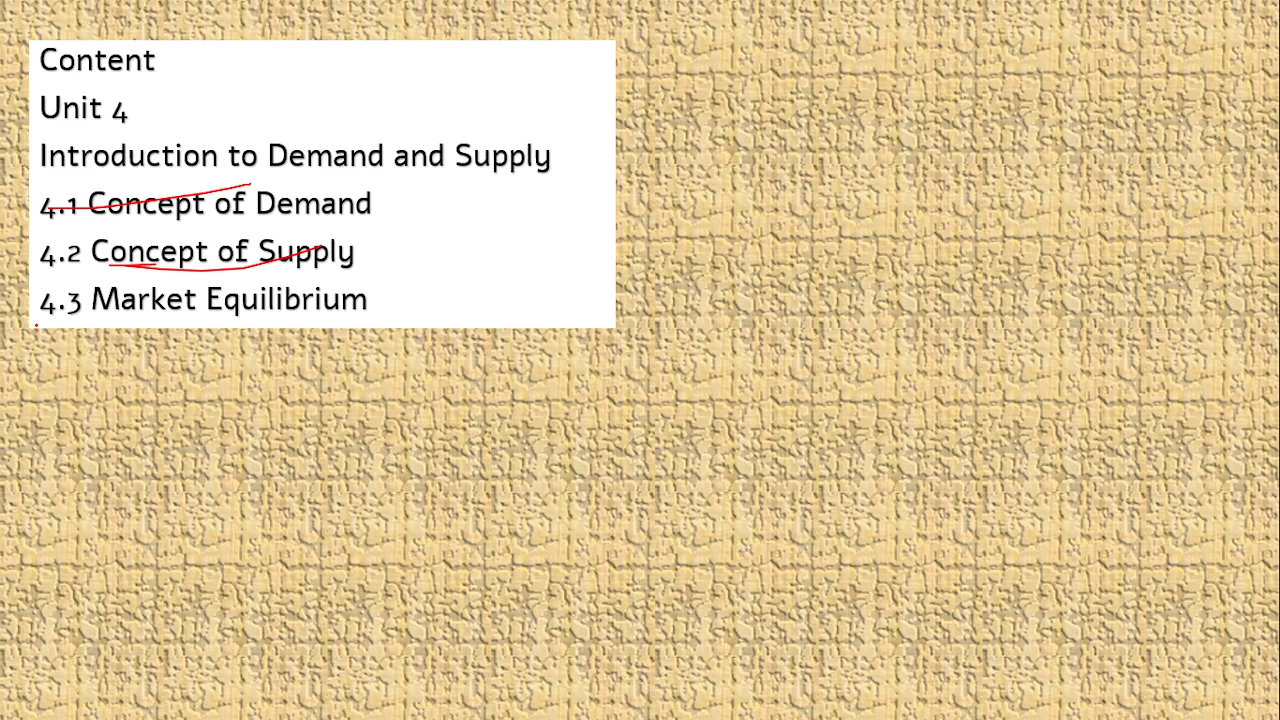 Content
Unit 4
Introduction to Demand and Supply
4.1 Concept of Demand
4.2 Concept of Supply
4.3 Market Equilibrium